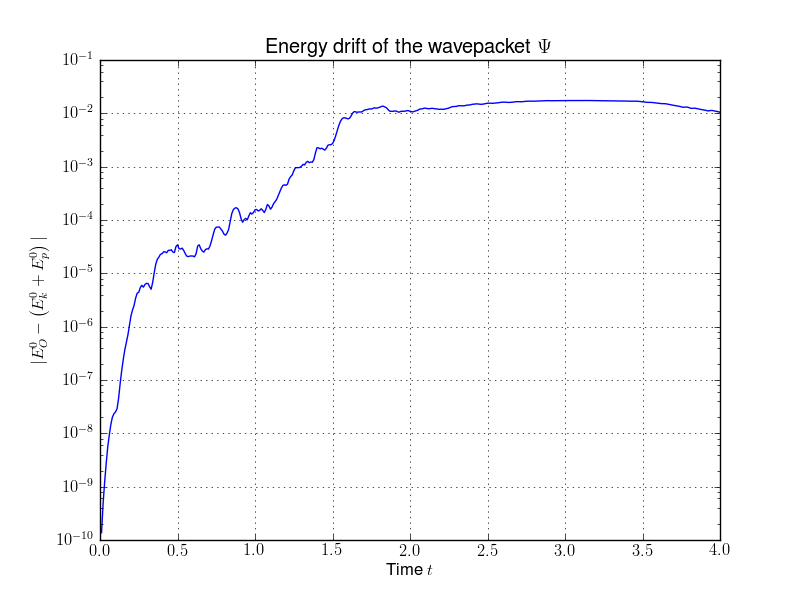 Energy drift of the wavepacket Ψ
10⁻¹
10⁻²
10⁻³
10⁻⁴
10⁻⁵
10⁻⁶
10⁻⁷
10⁻⁸
10⁻⁹
10⁻¹⁰
|E_O^0 − (E_k^0 + E_p^0) |
0.0 0.5 1.0 1.5 2.0 2.5 3.0 3.5 4.0
Time t